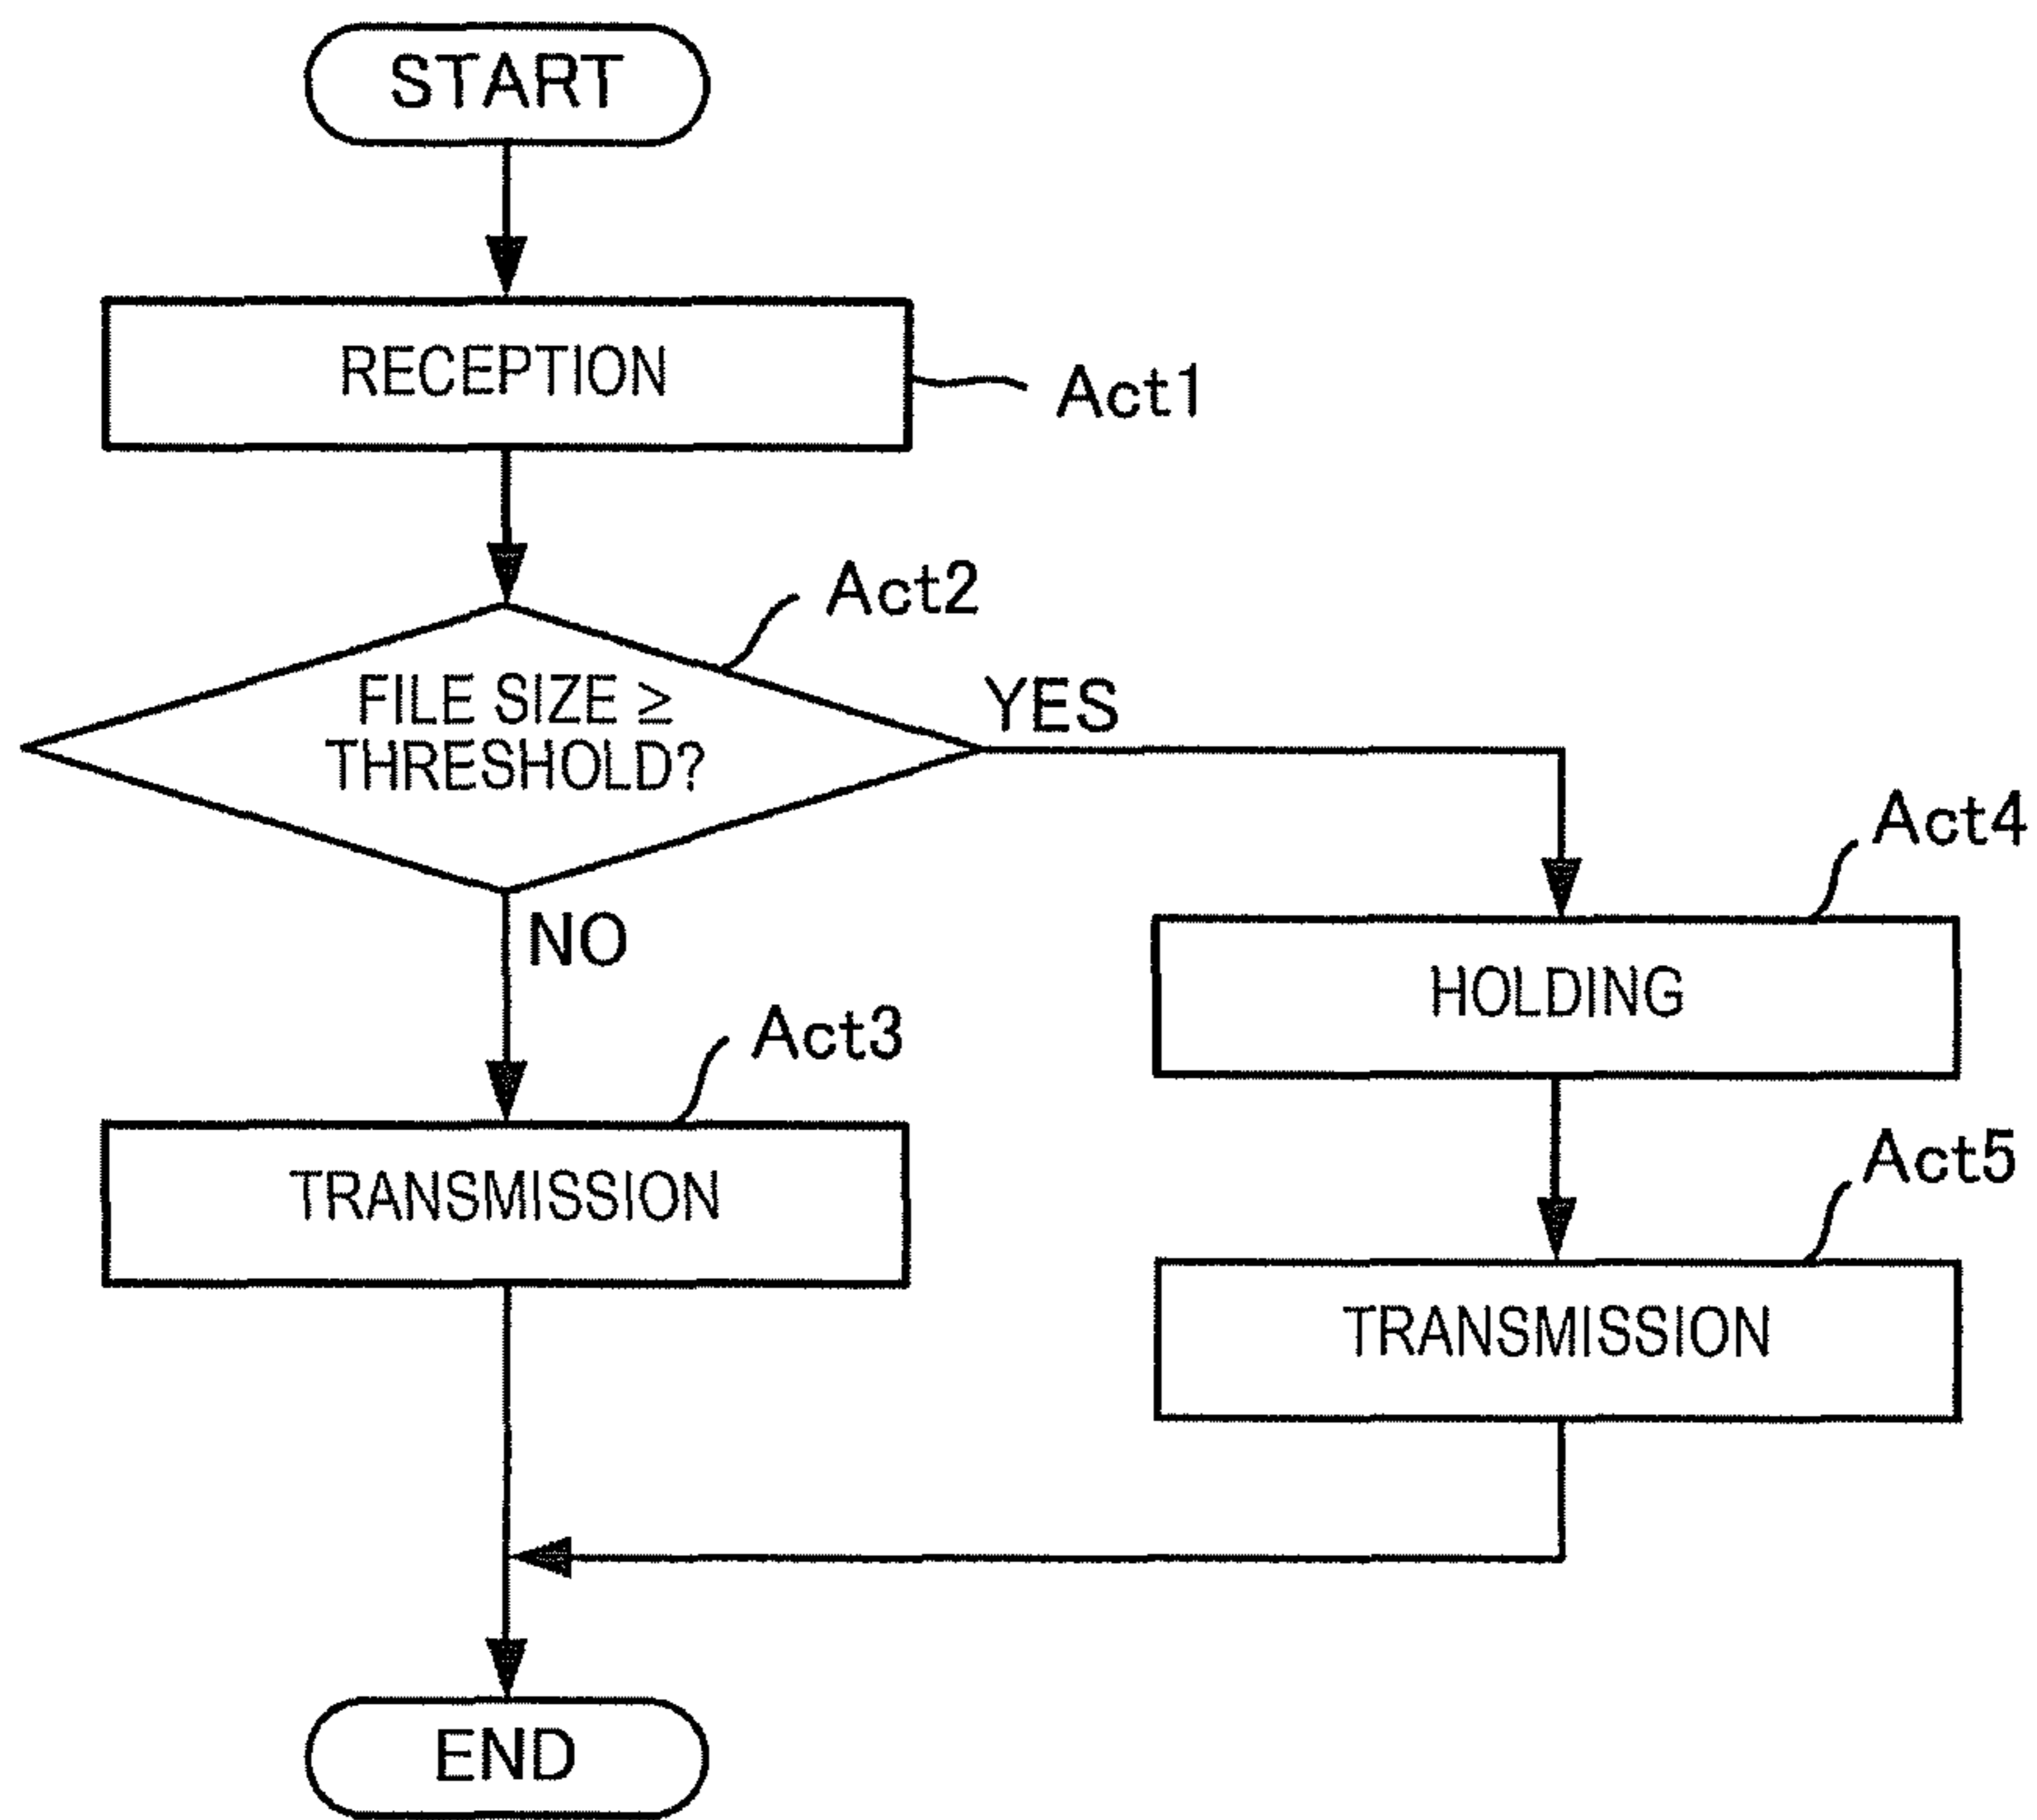 START
RECEPTION
Act1
Act2
FILE SIZE ≥
THRESHOLD?
YES
NO
Act3
TRANSMISSION
Act4
HOLDING
Act5
TRANSMISSION
END